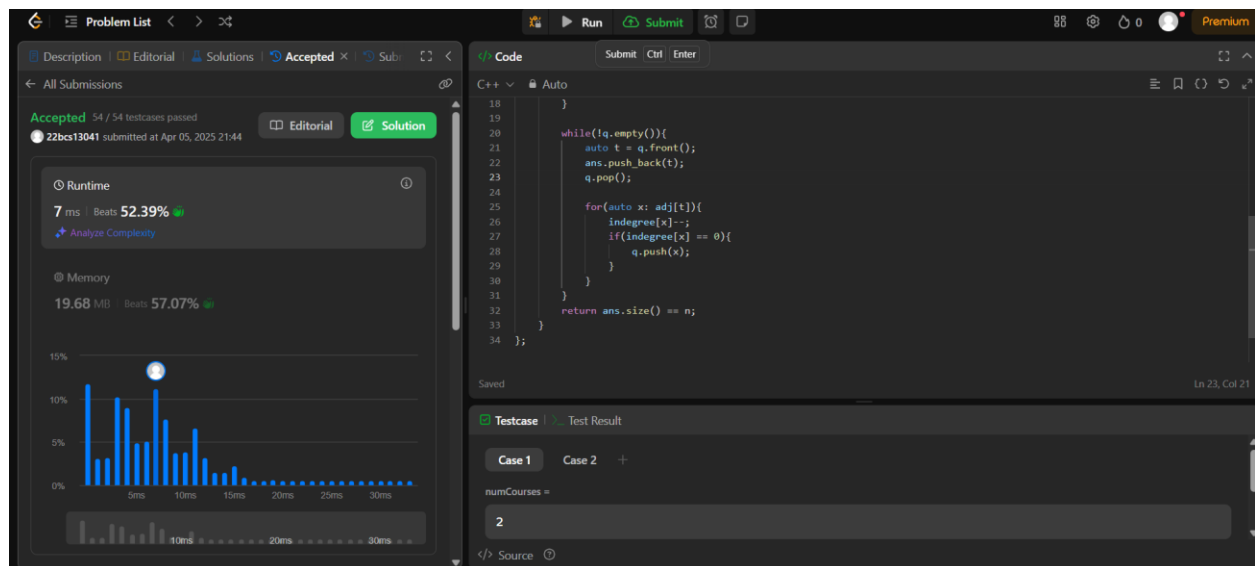 Problem List
Run
Submit
0
Premium
Description
Editorial
Solutions
Accepted
Subr
All Submissions
Accepted 54 / 54 testcases passed
22bcs13041 submitted at Apr 05, 2025 21:44
Editorial
Solution
Runtime
7 ms Beats 52.39%
Analyze Complexity
Memory
19.68 MB Beats 57.07%
15%
10%
5%
0%
5ms 10ms 15ms 20ms 25ms 30ms
10ms 20ms 30ms
</> Code
Submit Ctrl Enter
C++ Auto
18 }
19
20 while(!q.empty()){
21 auto t = q.front();
22 ans.push_back(t);
23 q.pop();
24
25 for(auto x: adj[t]){
26 indegree[x]--;
27 if(indegree[x] == 0){
28 q.push(x);
29 }
30 }
31 }
32 return ans.size() == n;
33 }
34 };
Saved
Ln 23, Col 21
Testcase
>_ Test Result
Case 1
Case 2
+
numCourses =
2
</> Source